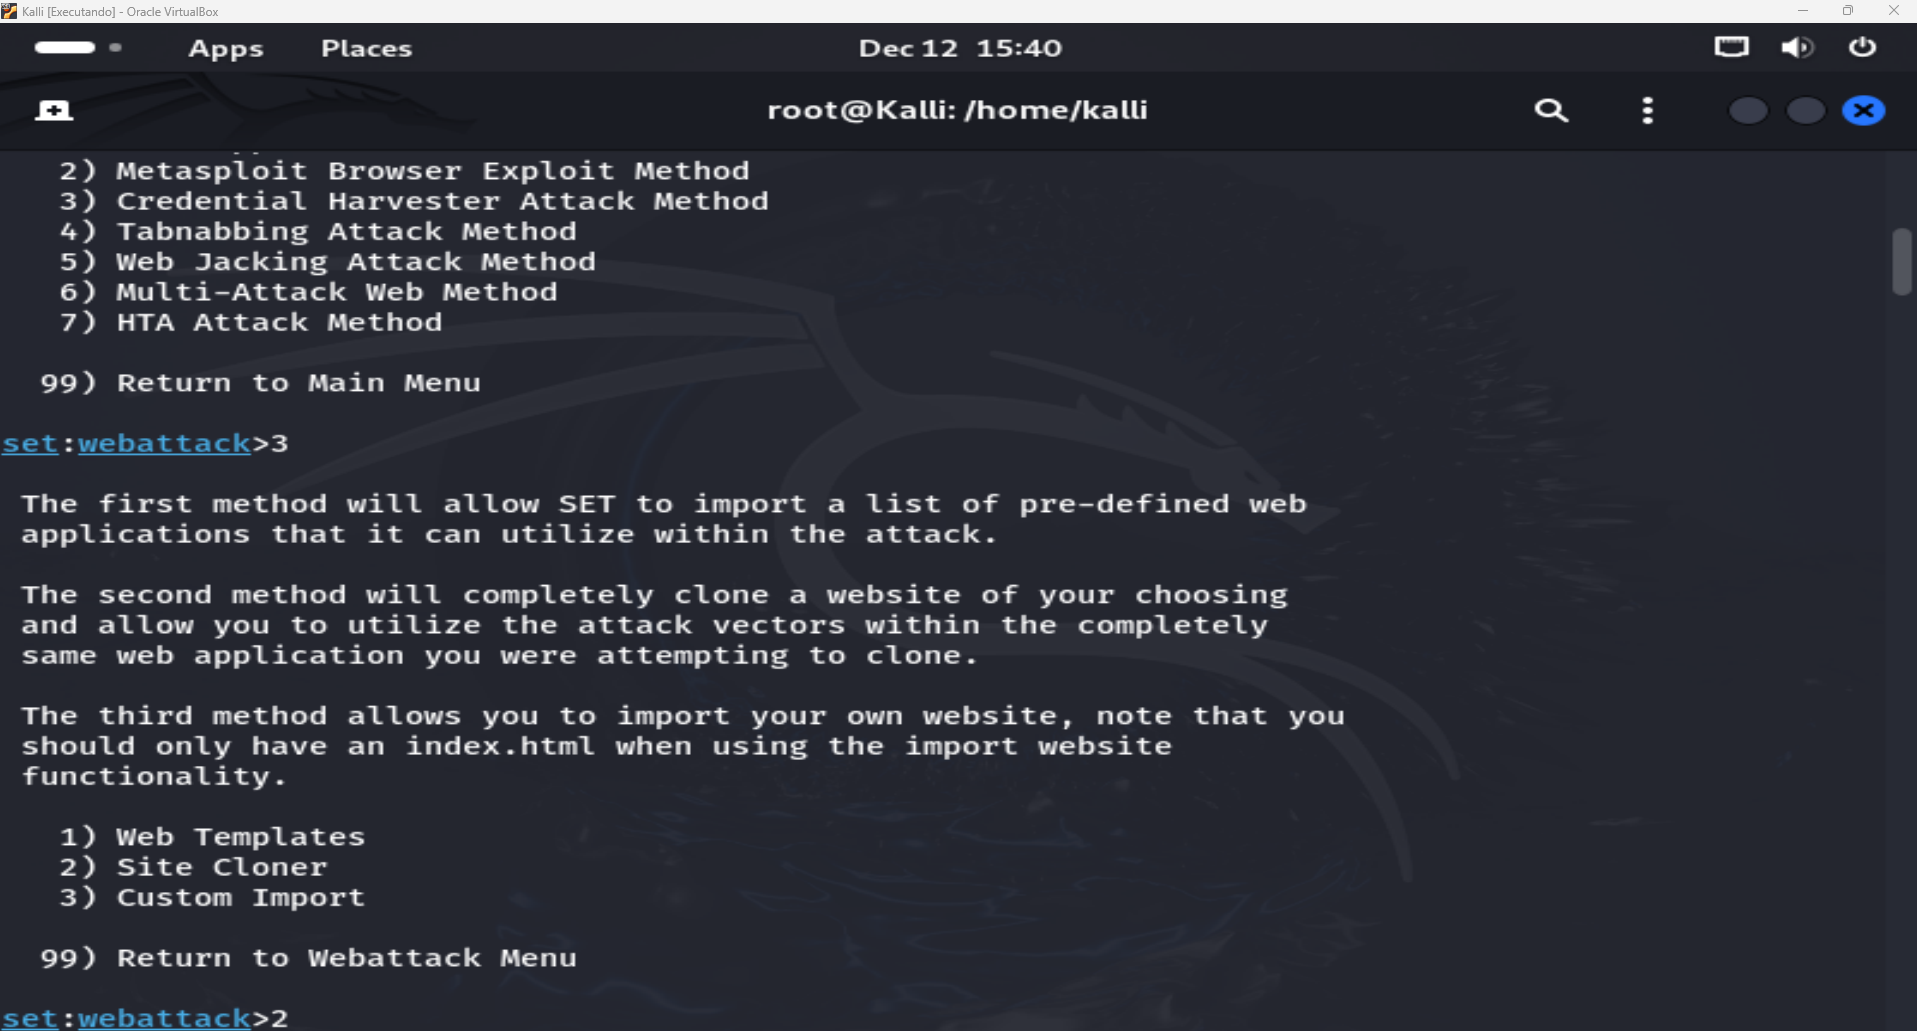 Kalli [Executando] - Oracle VirtualBox
Apps Places Dec 12 15:40
root@Kalli: /home/kalli
2) Metasploit Browser Exploit Method
3) Credential Harvester Attack Method
4) Tabnabbing Attack Method
5) Web Jacking Attack Method
6) Multi-Attack Web Method
7) HTA Attack Method
99) Return to Main Menu
set:webattack>3
The first method will allow SET to import a list of pre-defined web
applications that it can utilize within the attack.
The second method will completely clone a website of your choosing
and allow you to utilize the attack vectors within the completely
same web application you were attempting to clone.
The third method allows you to import your own website, note that you
should only have an index.html when using the import website
functionality.
1) Web Templates
2) Site Cloner
3) Custom Import
99) Return to Webattack Menu
set:webattack>2